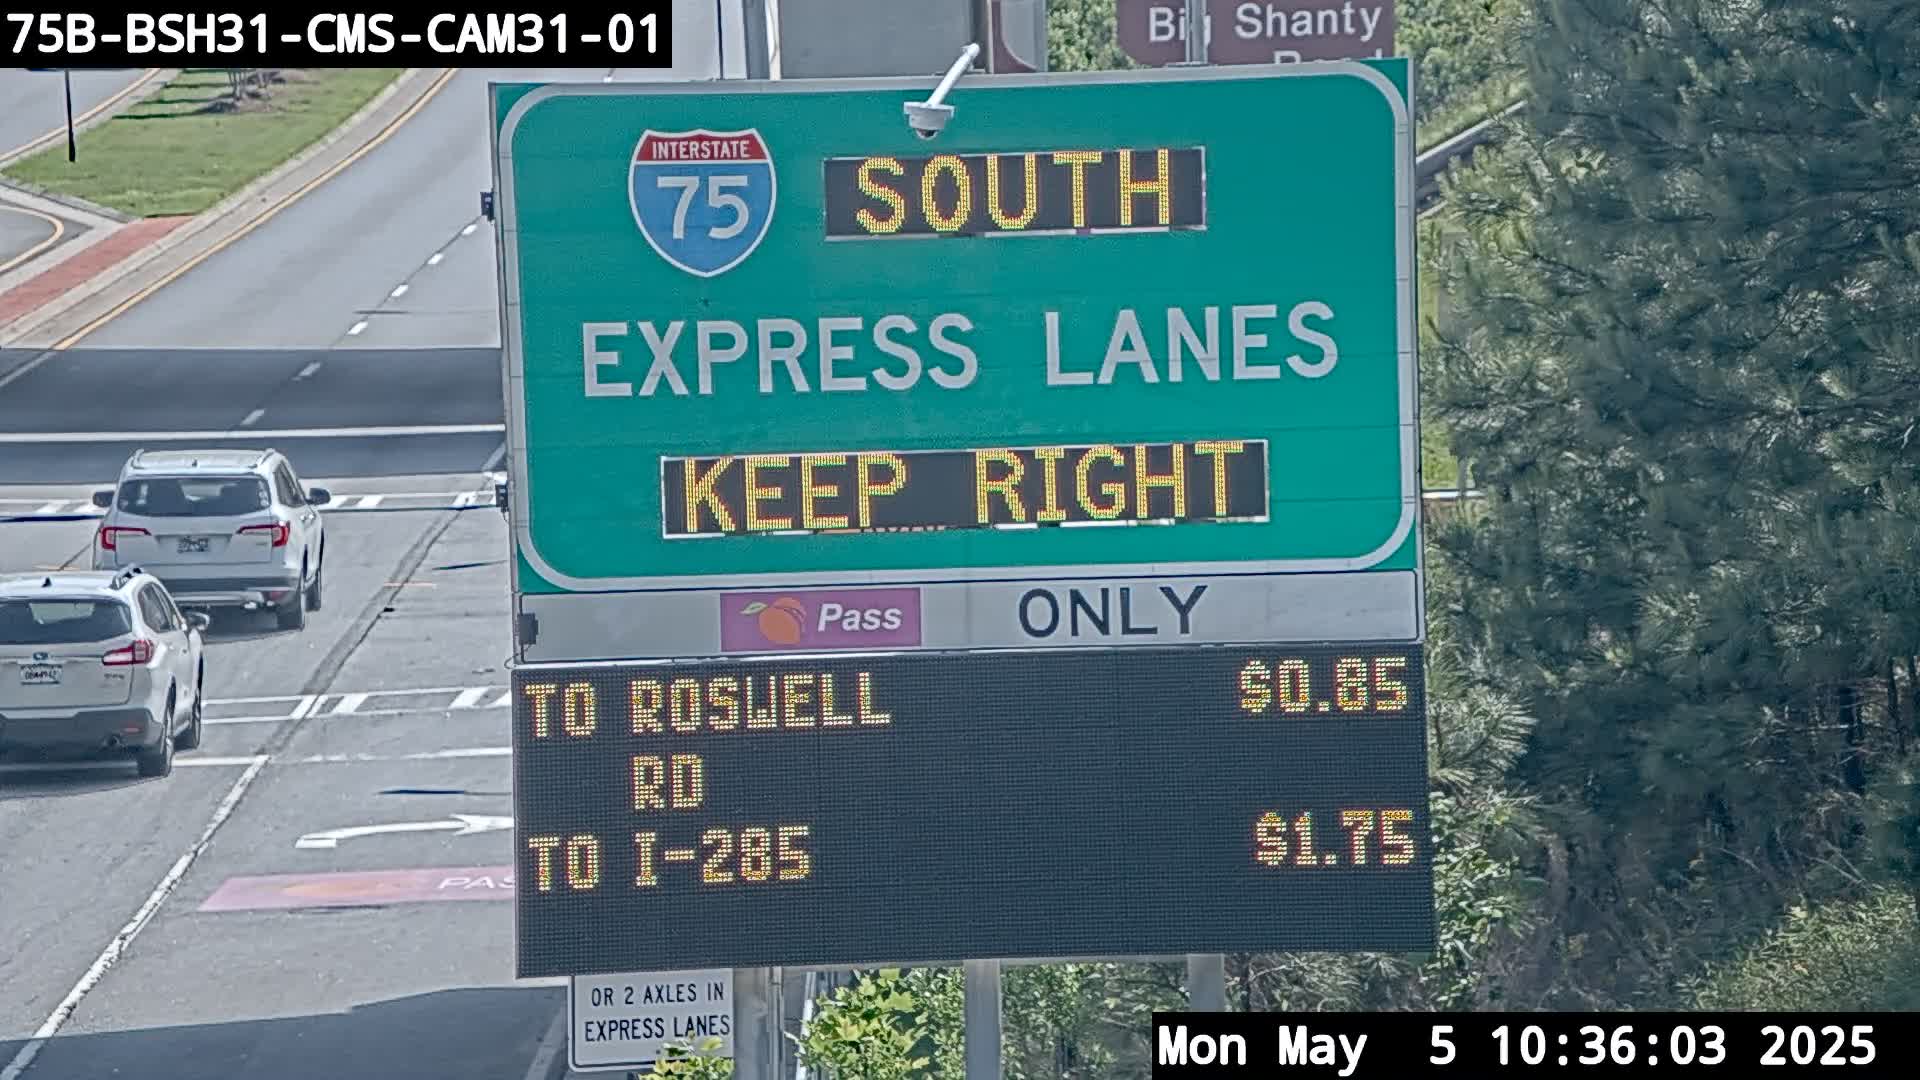 75B-BSH31-CMS-CAM31-01
Big Shanty
Road
INTERSTATE
75
SOUTH
EXPRESS LANES
KEEP RIGHT
Pass ONLY
TO ROSWELL $0.85
RD
TO I-285 $1.75
OR 2 AXLES IN
EXPRESS LANES
Mon May 5 10:36:03 2025